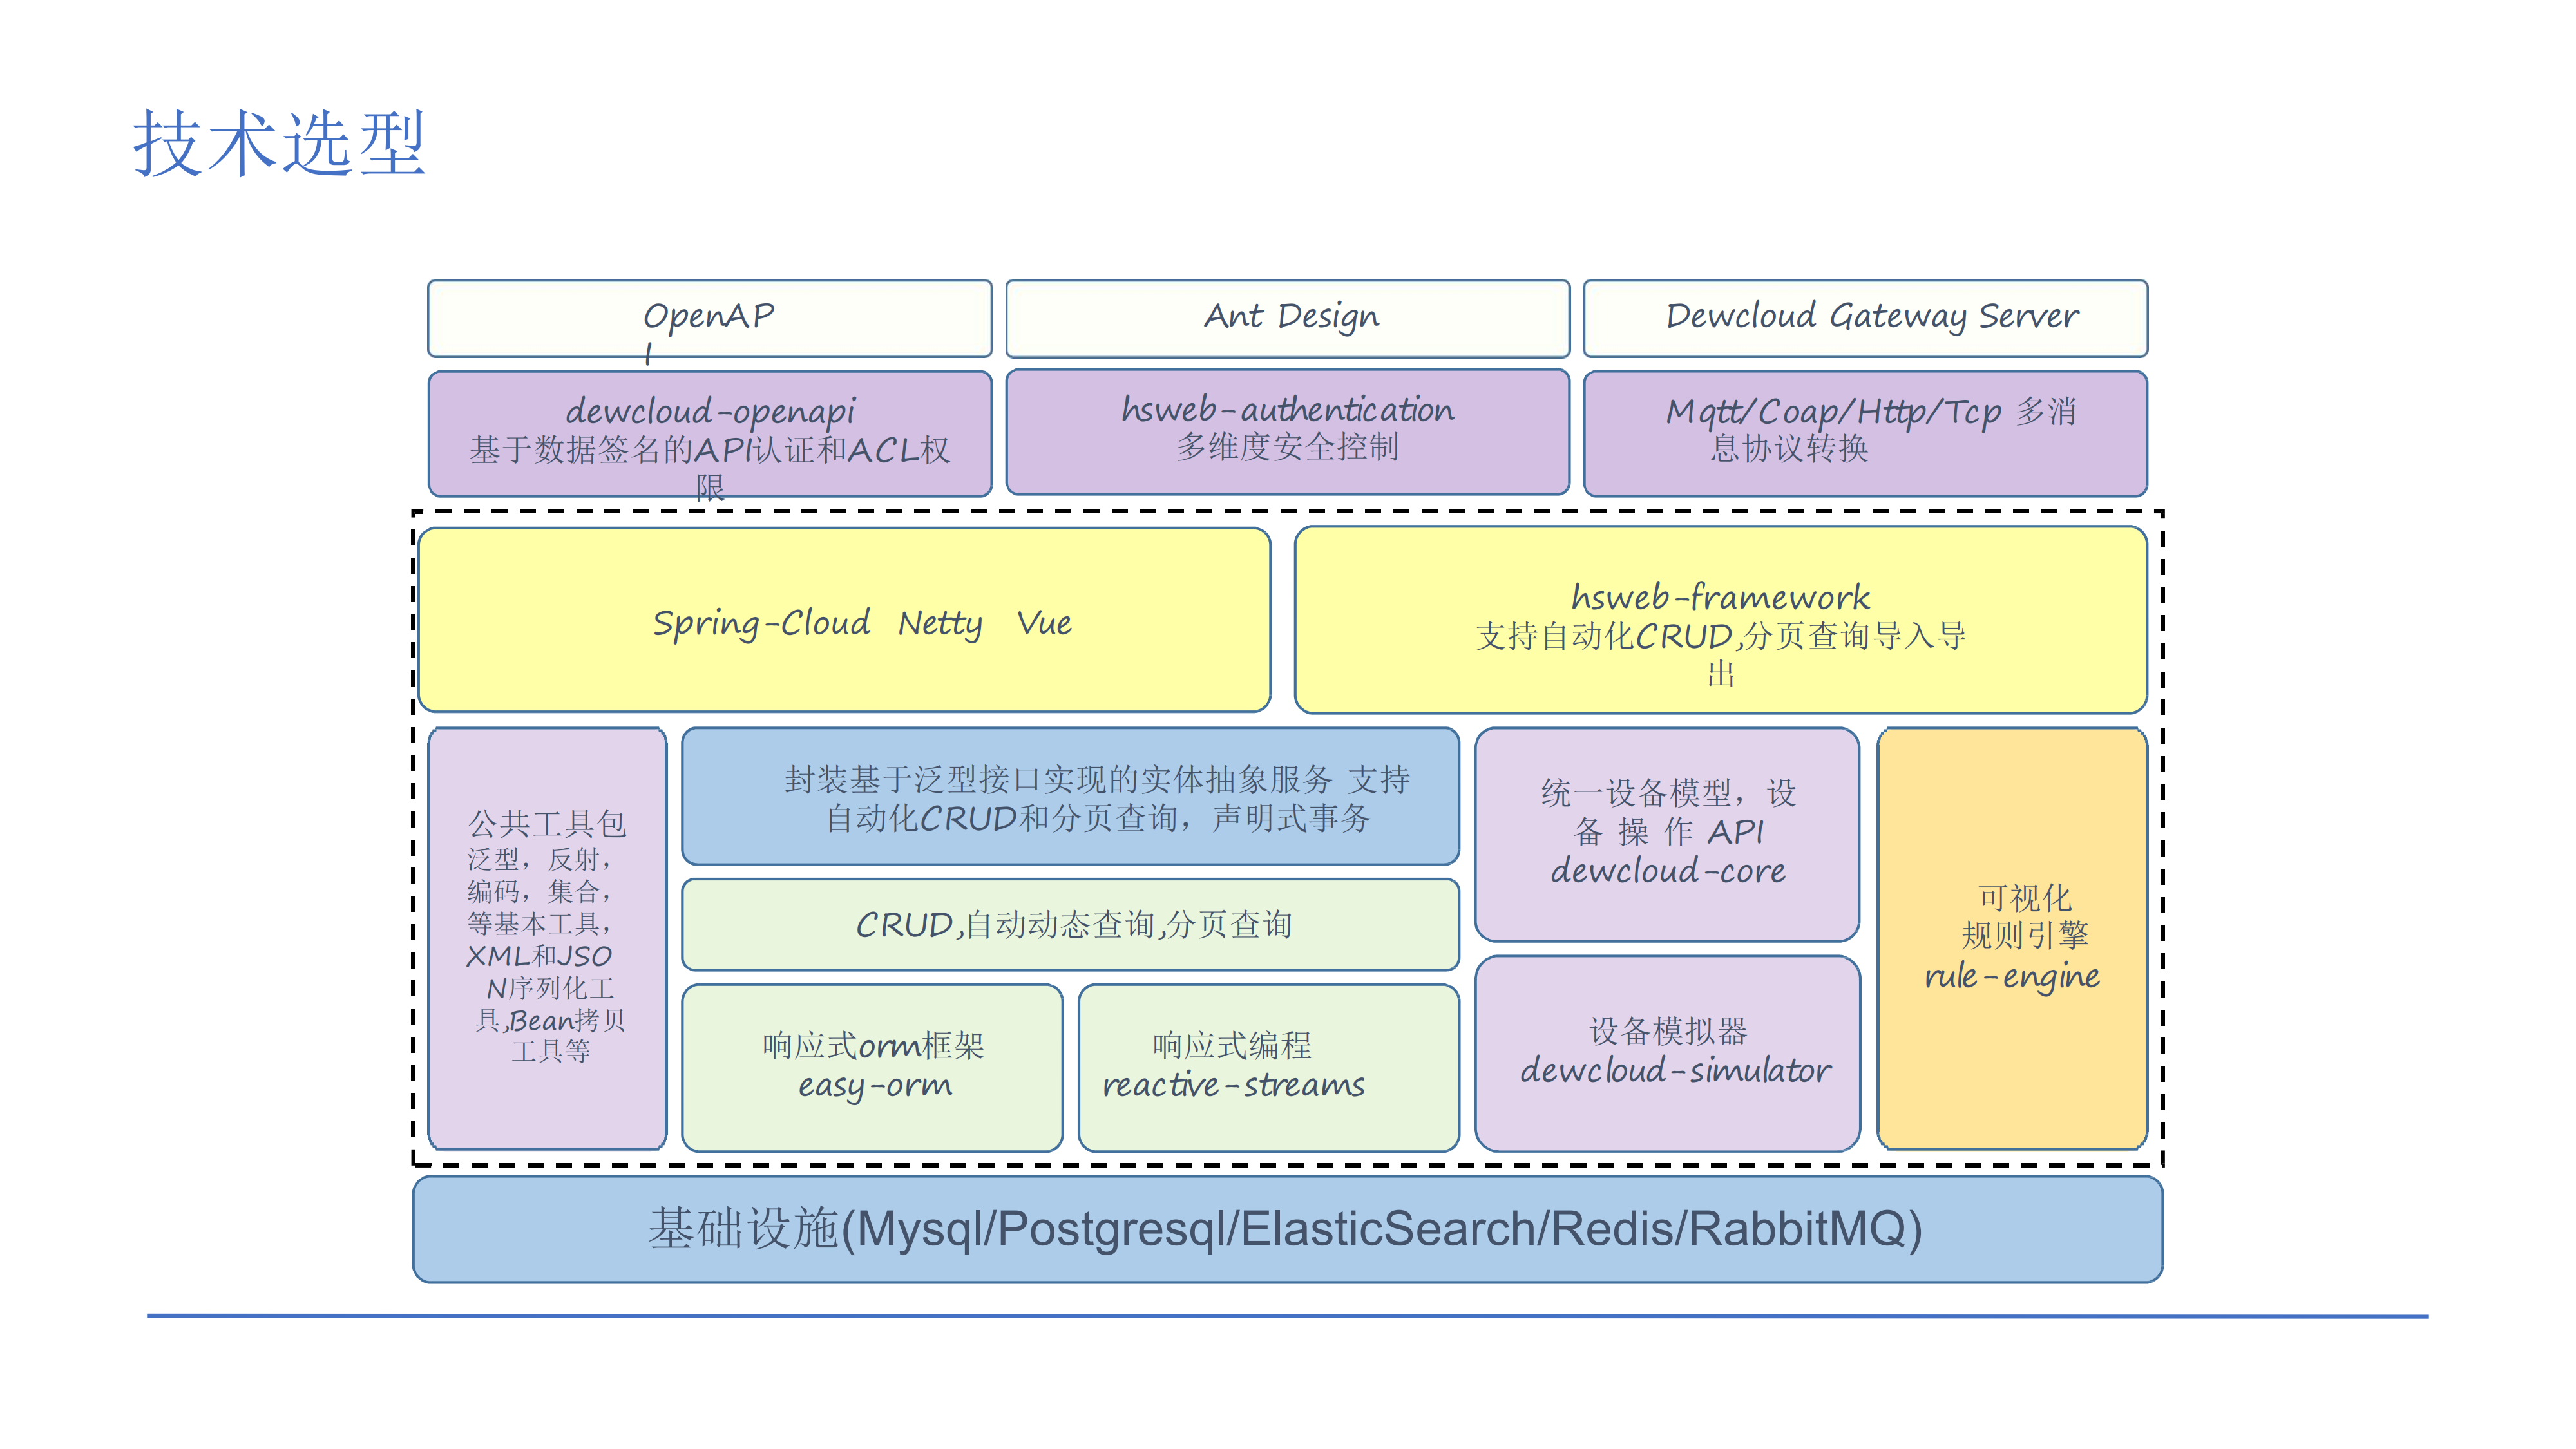 技术选型
OpenAP
I
Ant Design
Dewcloud Gateway Server
dewcloud-openapi
基于数据签名的API认证和ACL权
限
hsweb-authentication
多维度安全控制
Mqtt/Coap/Http/Tcp 多消
息协议转换
Spring-Cloud Netty Vue
hsweb-framework
支持自动化CRUD,分页查询导入导
出
公共工具包
泛型，反射，
编码，集合，
等基本工具，
XML和JSO
N序列化工
具,Bean拷贝
工具等
封装基于泛型接口实现的实体抽象服务 支持
自动化CRUD和分页查询，声明式事务
CRUD,自动动态查询,分页查询
响应式orm框架
easy-orm
响应式编程
reactive-streams
统一设备模型，设
备 操 作 API
dewcloud-core
设备模拟器
dewcloud-simulator
可视化
规则引擎
rule-engine
基础设施(Mysql/Postgresql/ElasticSearch/Redis/RabbitMQ)